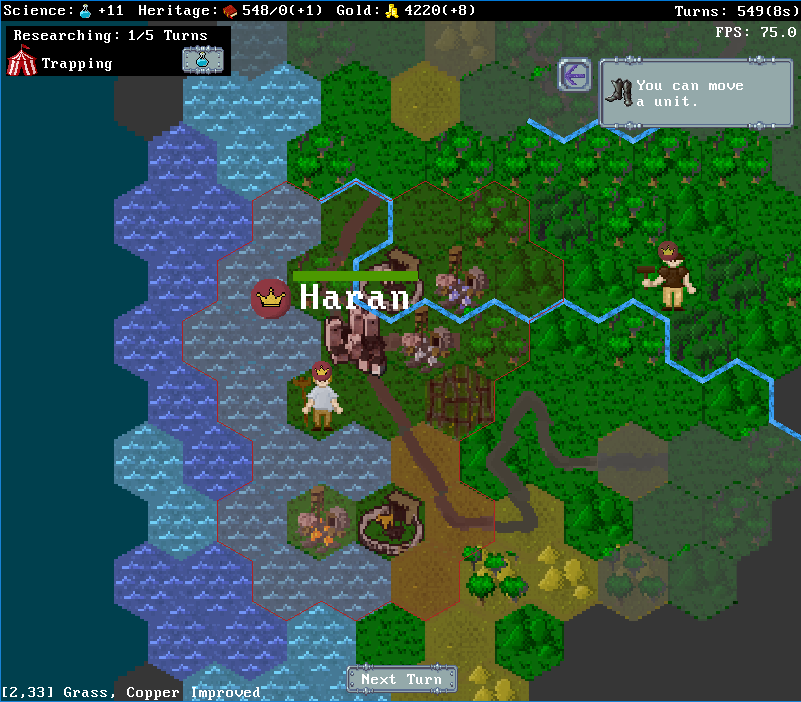 Science: +11 Heritage: 548/0(+1) Gold: 4220(+8) Turns: 549(8s)
FPS: 75.0
Researching: 1/5 Turns
Trapping
You can move
a unit.
Haran
Next Turn
[2,33] Grass, Copper Improved